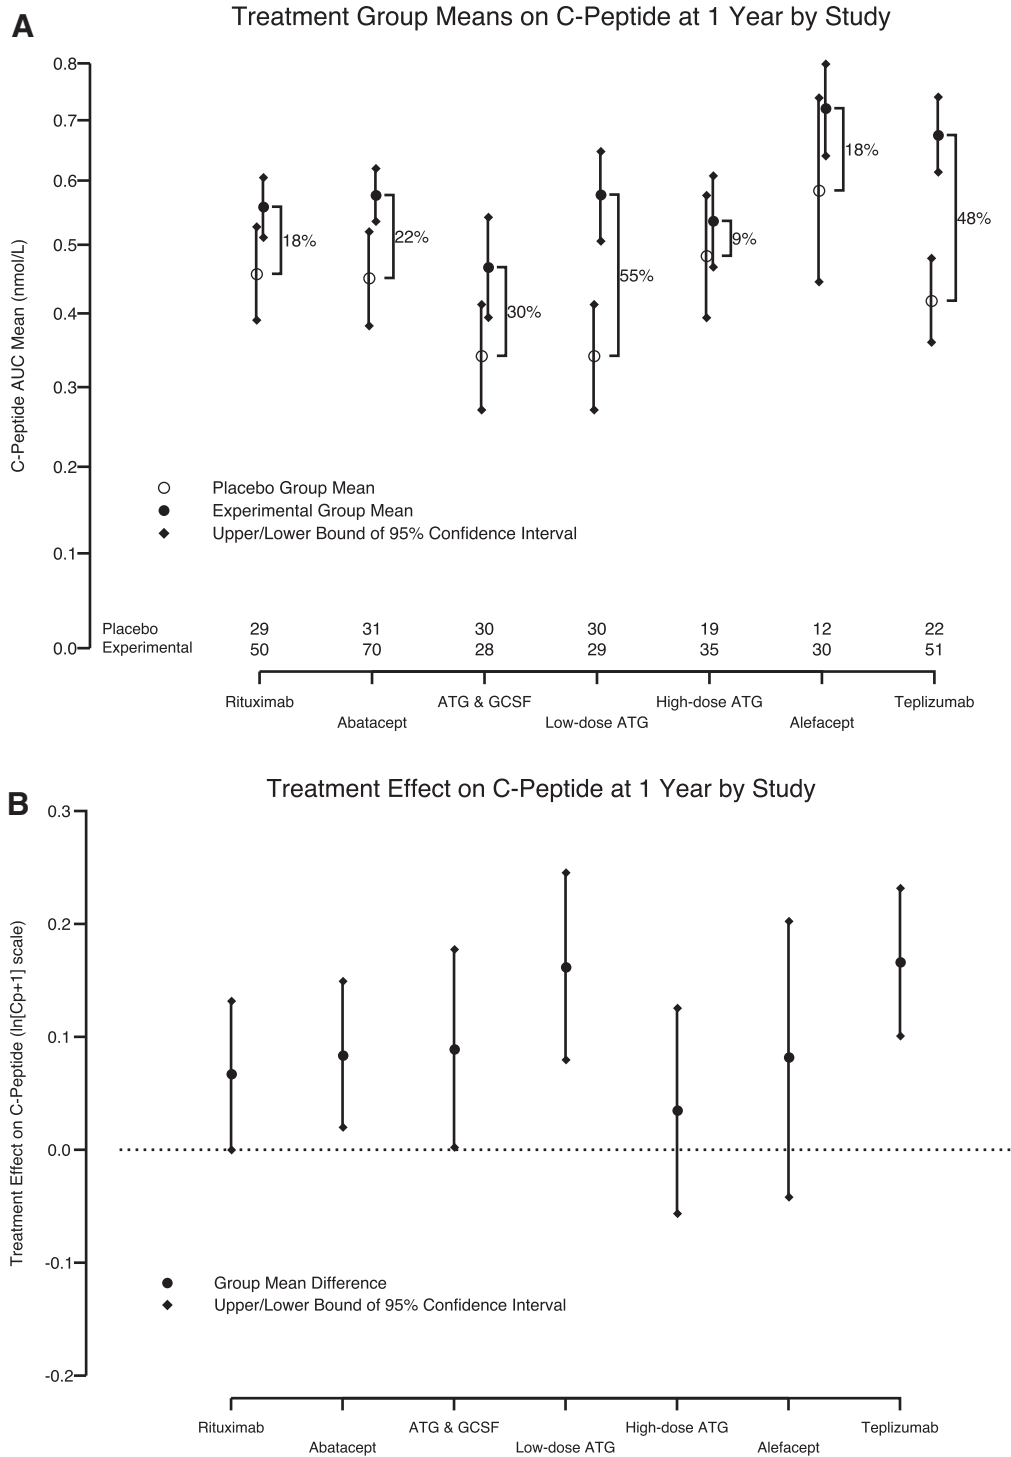 A
Treatment Group Means on C-Peptide at 1 Year by Study
C-Peptide AUC Mean (nmol/L)
0.8
0.7
0.6
0.5
0.4
0.3
0.2
0.1
0.0
18%
22%
30%
55%
9%
18%
48%
Placebo Group Mean
Experimental Group Mean
Upper/Lower Bound of 95% Confidence Interval
Placebo 29 31 30 30 19 12 22
Experimental 50 70 28 29 35 30 51
Rituximab
Abatacept
ATG & GCSF
Low-dose ATG
High-dose ATG
Alefacept
Teplizumab
B
Treatment Effect on C-Peptide at 1 Year by Study
Treatment Effect on C-Peptide (ln[Cp+1] scale)
0.3
0.2
0.1
0.0
-0.1
-0.2
Group Mean Difference
Upper/Lower Bound of 95% Confidence Interval
Rituximab
Abatacept
ATG & GCSF
Low-dose ATG
High-dose ATG
Alefacept
Teplizumab